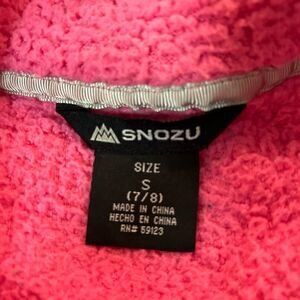 SNOZU
SIZE
S
(7/8)
MADE IN CHINA
HECHO EN CHINA
RN# 59123